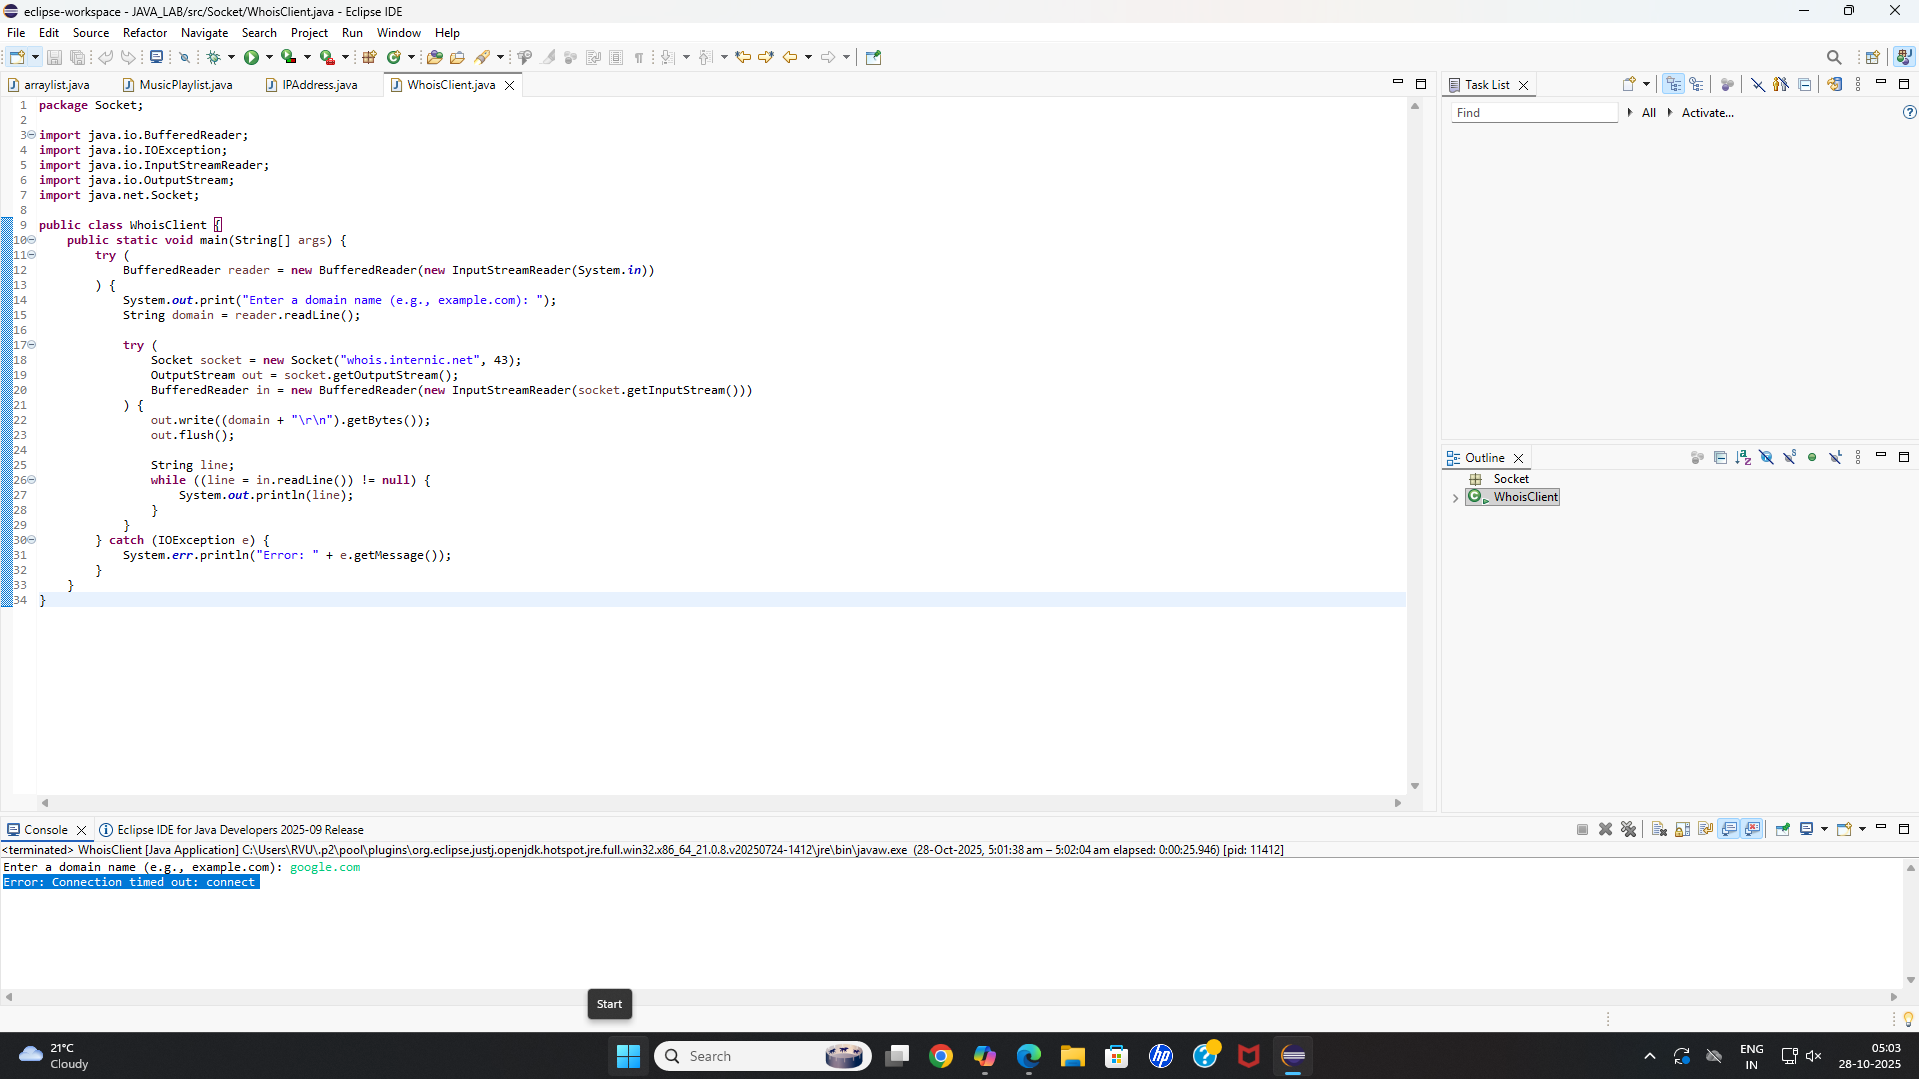 eclipse-workspace - JAVA_LAB/src/Socket/WhoisClient.java - Eclipse IDE
File Edit Source Refactor Navigate Search Project Run Window Help
arraylist.java MusicPlaylist.java IPAddress.java WhoisClient.java
1 package Socket;
2
3 import java.io.BufferedReader;
4 import java.io.IOException;
5 import java.io.InputStreamReader;
6 import java.io.OutputStream;
7 import java.net.Socket;
8
9 public class WhoisClient {
10     public static void main(String[] args) {
11         try (
12             BufferedReader reader = new BufferedReader(new InputStreamReader(System.in))
13         ) {
14             System.out.print("Enter a domain name (e.g., example.com): ");
15             String domain = reader.readLine();
16
17             try (
18                 Socket socket = new Socket("whois.internic.net", 43);
19                 OutputStream out = socket.getOutputStream();
20                 BufferedReader in = new BufferedReader(new InputStreamReader(socket.getInputStream()))
21             ) {
22                 out.write((domain + "\r\n").getBytes());
23                 out.flush();
24
25                 String line;
26                 while ((line = in.readLine()) != null) {
27                     System.out.println(line);
28                 }
29             }
30         } catch (IOException e) {
31             System.err.println("Error: " + e.getMessage());
32         }
33     }
34 }
Task List
Find All Activate...
Outline
Socket
WhoisClient
Console Eclipse IDE for Java Developers 2025-09 Release
<terminated> WhoisClient [Java Application] C:\Users\RVU\.p2\pool\plugins\org.eclipse.justj.openjdk.hotspot.jre.full.win32.x86_64_21.0.8.v20250724-1412\jre\bin\javaw.exe (28-Oct-2025, 5:01:38 am – 5:02:04 am elapsed: 0:00:25.946) [pid: 11412]
Enter a domain name (e.g., example.com): google.com
Error: Connection timed out: connect
Start
21°C
Cloudy
Search
ENG
IN
05:03
28-10-2025